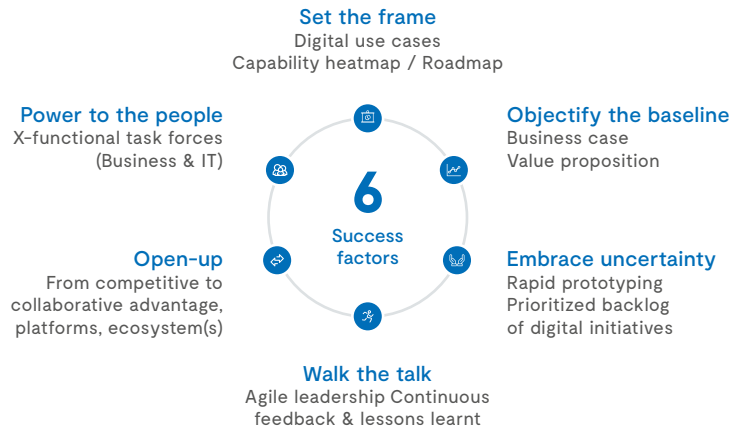 Set the frame
Digital use cases
Capability heatmap / Roadmap
Power to the people
X-functional task forces
(Business & IT)
Objectify the baseline
Business case
Value proposition
6
Success
factors
Open-up
From competitive to
collaborative advantage,
platforms, ecosystem(s)
Embrace uncertainty
Rapid prototyping
Prioritized backlog
of digital initiatives
Walk the talk
Agile leadership Continuous
feedback & lessons learnt